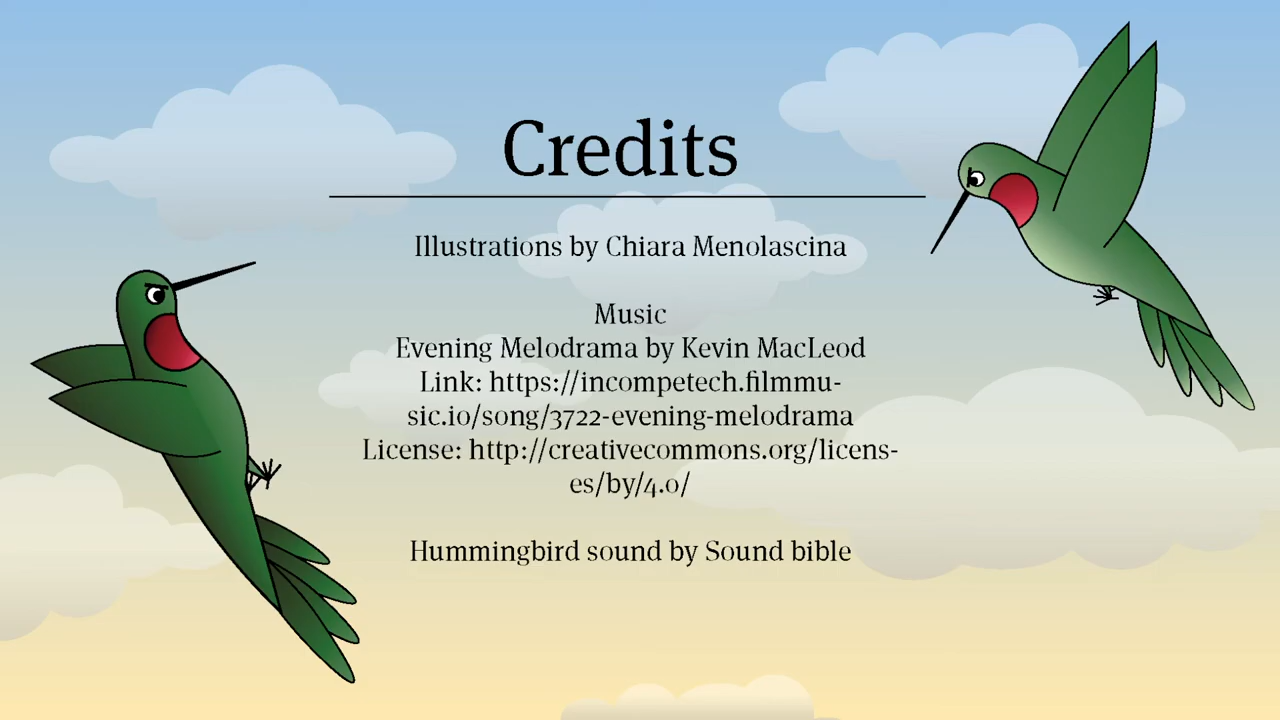 Credits
Illustrations by Chiara Menolascina
Music
Evening Melodrama by Kevin MacLeod
Link: https://incompetech.filmmu-
sic.io/song/3722-evening-melodrama
License: http://creativecommons.org/licens-
es/by/4.0/
Hummingbird sound by Sound bible